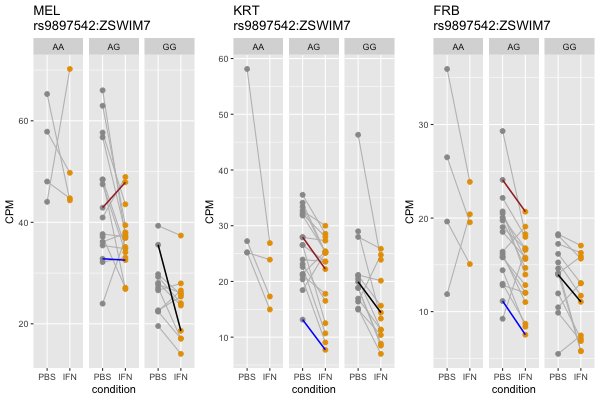 MEL
rs9897542:ZSWIM7
AA
AG
GG
60
40
20
CPM
PBS IFN
PBS IFN
PBS IFN
condition
KRT
rs9897542:ZSWIM7
AA
AG
GG
60
50
40
30
20
10
CPM
PBS IFN
PBS IFN
PBS IFN
condition
FRB
rs9897542:ZSWIM7
AA
AG
GG
30
20
10
CPM
PBS IFN
PBS IFN
PBS IFN
condition